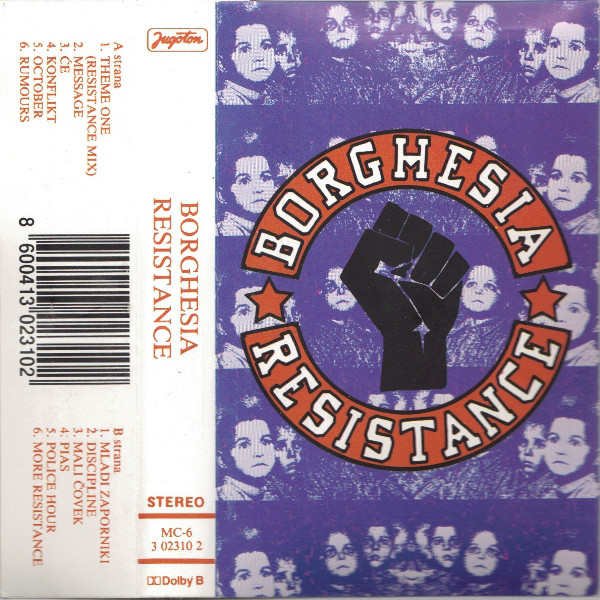 Jugoton
A strana
1. THEME ONE
(RESISTANCE MIX)
2. MESSAGE
3. ČE
4. KONFLIKT
5. OCTOBER
6. RUMOURS
8 600413 023102
B strana
1. MLADI ZAPORNIKI
2. DISCIPLINE
3. MALI ČOVEK
4. PIAS
5. POLICE HOUR
6. MORE RESISTANCE
BORGHESIA
RESISTANCE
STEREO
MC-6
3 02310 2
Dolby B
BORGHESIA
RESISTANCE